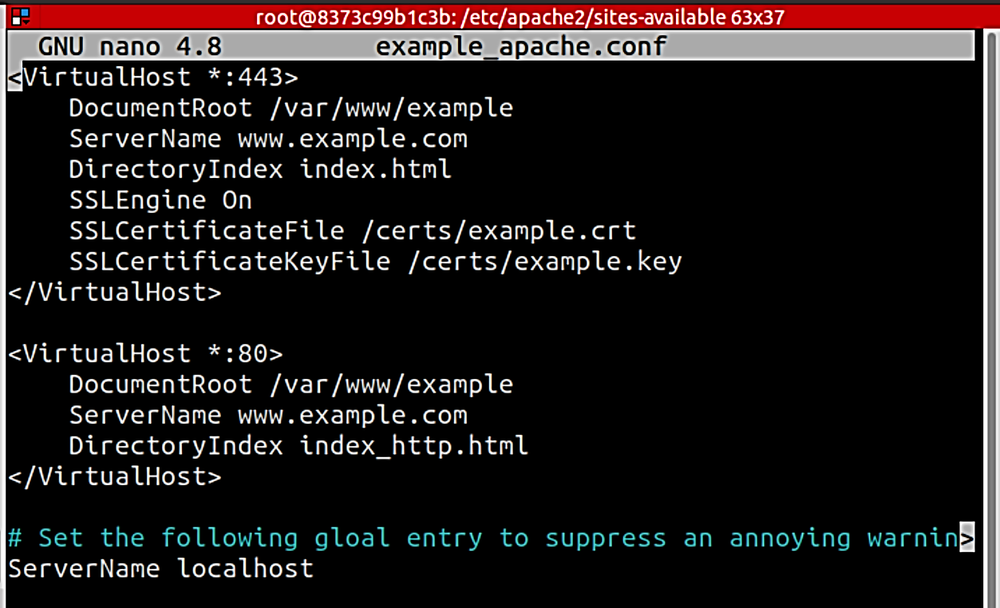 root@8373c99b1c3b: /etc/apache2/sites-available 63x37
GNU nano 4.8 example_apache.conf
<VirtualHost *:443>
    DocumentRoot /var/www/example
    ServerName www.example.com
    DirectoryIndex index.html
    SSLEngine On
    SSLCertificateFile /certs/example.crt
    SSLCertificateKeyFile /certs/example.key
</VirtualHost>

<VirtualHost *:80>
    DocumentRoot /var/www/example
    ServerName www.example.com
    DirectoryIndex index_http.html
</VirtualHost>

# Set the following gloal entry to suppress an annoying warnin>
ServerName localhost